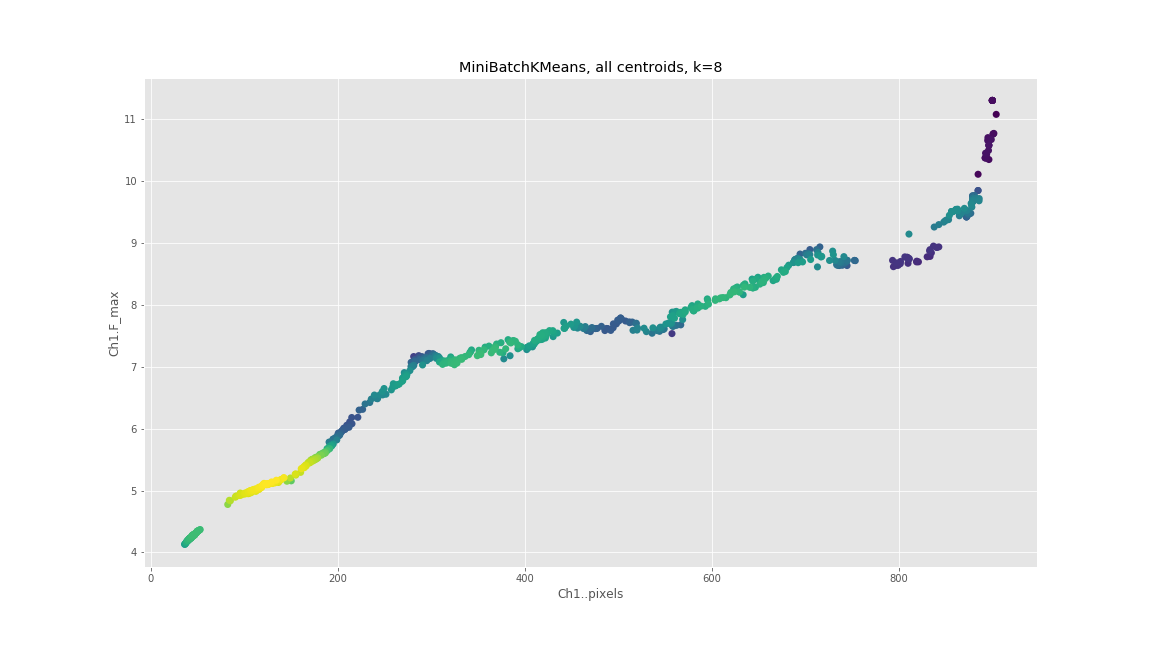 MiniBatchKMeans, all centroids, k=8
11
10
9
8
7
6
5
4
Ch1.F_max
0 200 400 600 800
Ch1..pixels